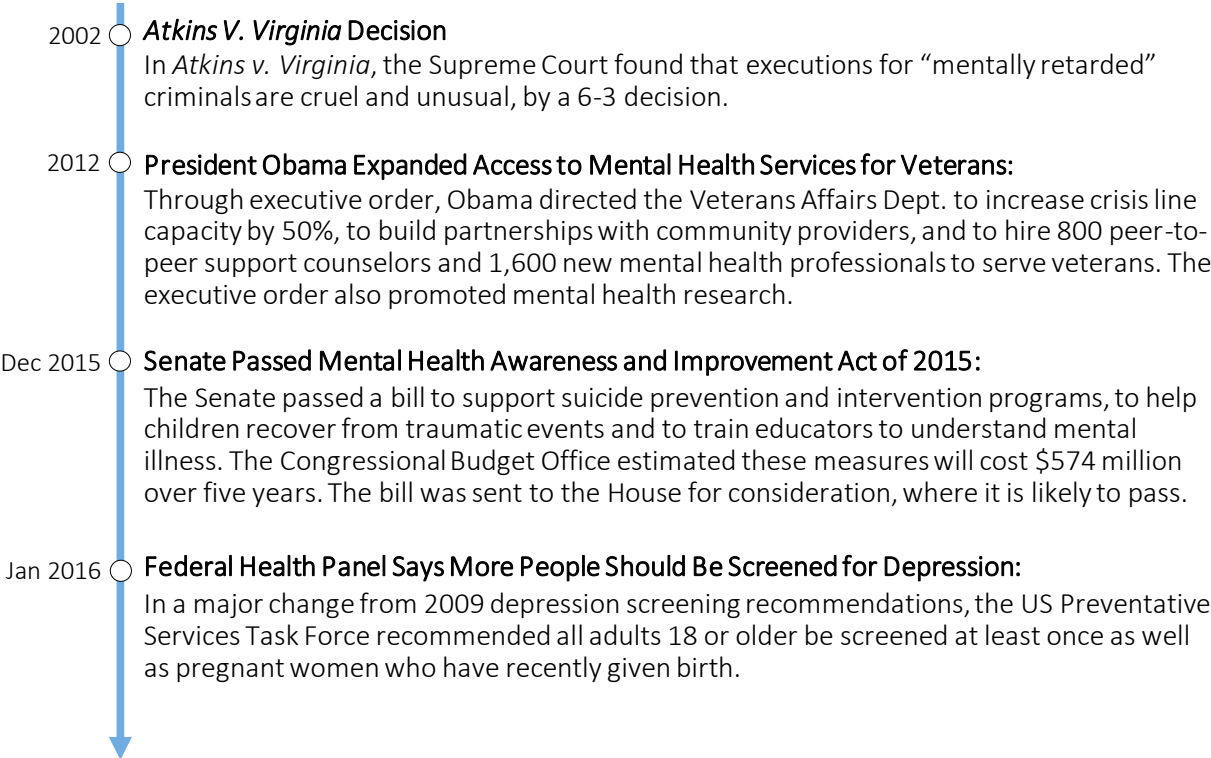 2002 Atkins V. Virginia Decision
In Atkins v. Virginia, the Supreme Court found that executions for “mentally retarded”
criminals are cruel and unusual, by a 6-3 decision.
2012 President Obama Expanded Access to Mental Health Services for Veterans:
Through executive order, Obama directed the Veterans Affairs Dept. to increase crisis line
capacity by 50%, to build partnerships with community providers, and to hire 800 peer-to-
peer support counselors and 1,600 new mental health professionals to serve veterans. The
executive order also promoted mental health research.
Dec 2015 Senate Passed Mental Health Awareness and Improvement Act of 2015:
The Senate passed a bill to support suicide prevention and intervention programs, to help
children recover from traumatic events and to train educators to understand mental
illness. The Congressional Budget Office estimated these measures will cost $574 million
over five years. The bill was sent to the House for consideration, where it is likely to pass.
Jan 2016 Federal Health Panel Says More People Should Be Screened for Depression:
In a major change from 2009 depression screening recommendations, the US Preventative
Services Task Force recommended all adults 18 or older be screened at least once as well
as pregnant women who have recently given birth.